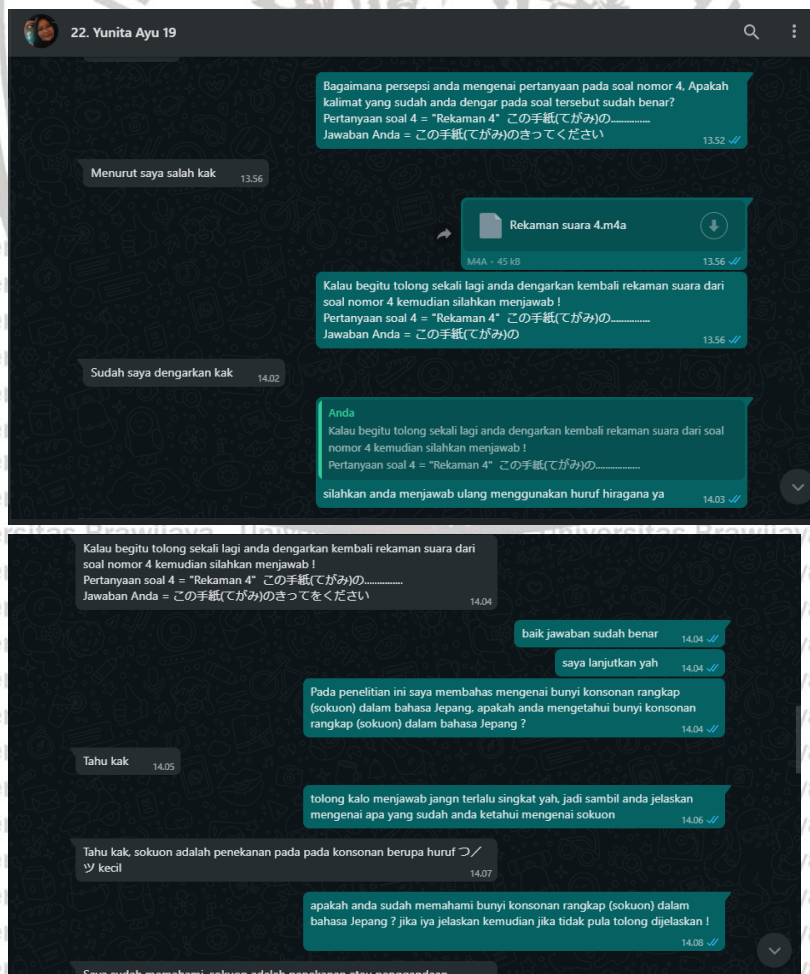 22. Yunita Ayu 19
Bagaimana persepsi anda mengenai pertanyaan pada soal nomor 4, Apakah
kalimat yang sudah anda dengar pada soal tersebut sudah benar?
Pertanyaan soal 4 = "Rekaman 4" この手紙(てがみ)の...............
Jawaban Anda = この手紙(てがみ)のきってください
13.52
Menurut saya salah kak
13.56
Rekaman suara 4.m4a
M4A • 45 kB
13.56
Kalau begitu tolong sekali lagi anda dengarkan kembali rekaman suara dari
soal nomor 4 kemudian silahkan menjawab !
Pertanyaan soal 4 = "Rekaman 4" この手紙(てがみ)の...............
Jawaban Anda = この手紙(てがみ)の
13.56
Sudah saya dengarkan kak
14.02
Anda
Kalau begitu tolong sekali lagi anda dengarkan kembali rekaman suara dari soal
nomor 4 kemudian silahkan menjawab !
Pertanyaan soal 4 = "Rekaman 4" この手紙(てがみ)の.................
silahkan anda menjawab ulang menggunakan huruf hiragana ya
14.03
Universitas Brawijaya
Kalau begitu tolong sekali lagi anda dengarkan kembali rekaman suara dari
soal nomor 4 kemudian silahkan menjawab !
Pertanyaan soal 4 = "Rekaman 4" この手紙(てがみ)の...............
Jawaban Anda = この手紙(てがみ)のきってをください
14.04
baik jawaban sudah benar
14.04
saya lanjutkan yah
14.04
Pada penelitian ini saya membahas mengenai bunyi konsonan rangkap
(sokuon) dalam bahasa Jepang, apakah anda mengetahui bunyi konsonan
rangkap (sokuon) dalam bahasa Jepang ?
14.04
Tahu kak
14.05
tolong kalo menjawab jangn terlalu singkat yah, jadi sambil anda jelaskan
mengenai apa yang sudah anda ketahui mengenai sokuon
14.06
Tahu kak, sokuon adalah penekanan pada pada konsonan berupa huruf つ／
ツ kecil
14.07
apakah anda sudah memahami bunyi konsonan rangkap (sokuon) dalam
bahasa Jepang ? jika iya jelaskan kemudian jika tidak pula tolong dijelaskan !
14.08
Saya sudah memahami, sokuon adalah penekanan atau penggandaan